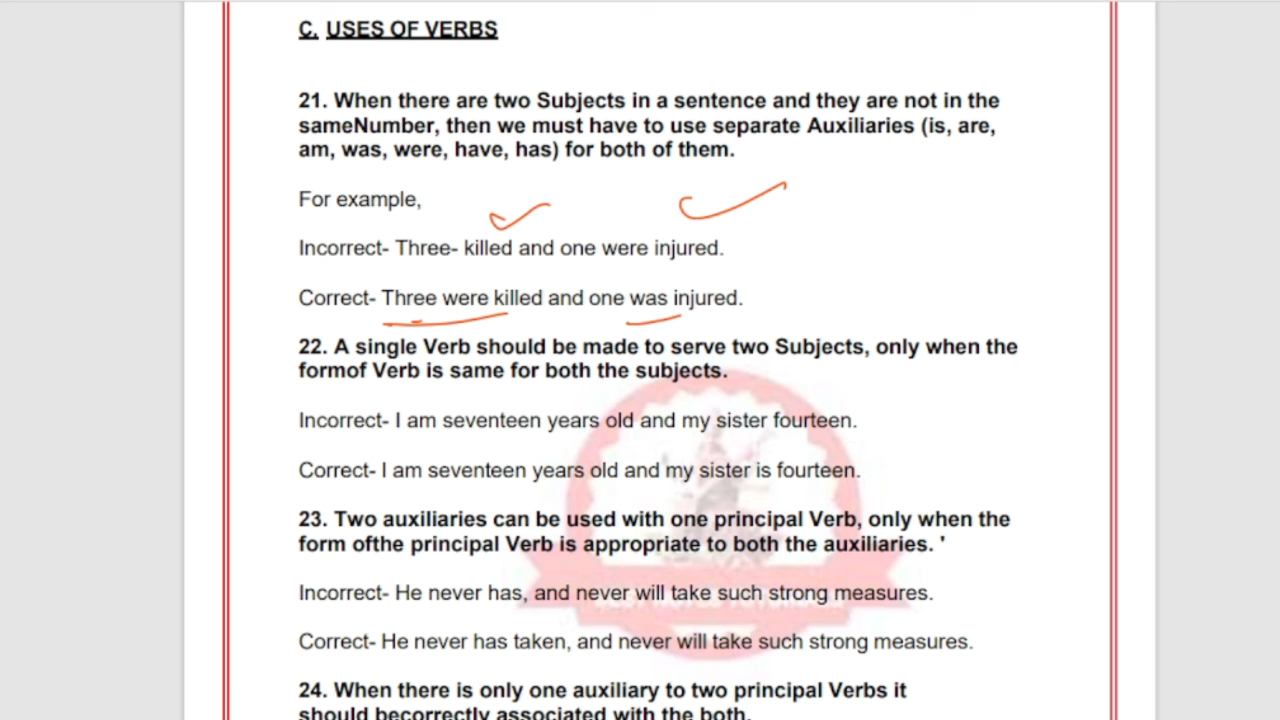 C. USES OF VERBS
21. When there are two Subjects in a sentence and they are not in the
sameNumber, then we must have to use separate Auxiliaries (is, are,
am, was, were, have, has) for both of them.
For example,
Incorrect- Three- killed and one were injured.
Correct- Three were killed and one was injured.
22. A single Verb should be made to serve two Subjects, only when the
formof Verb is same for both the subjects.
Incorrect- I am seventeen years old and my sister fourteen.
Correct- I am seventeen years old and my sister is fourteen.
23. Two auxiliaries can be used with one principal Verb, only when the
form ofthe principal Verb is appropriate to both the auxiliaries. '
Incorrect- He never has, and never will take such strong measures.
Correct- He never has taken, and never will take such strong measures.
24. When there is only one auxiliary to two principal Verbs it
should becorrectly associated with the both.